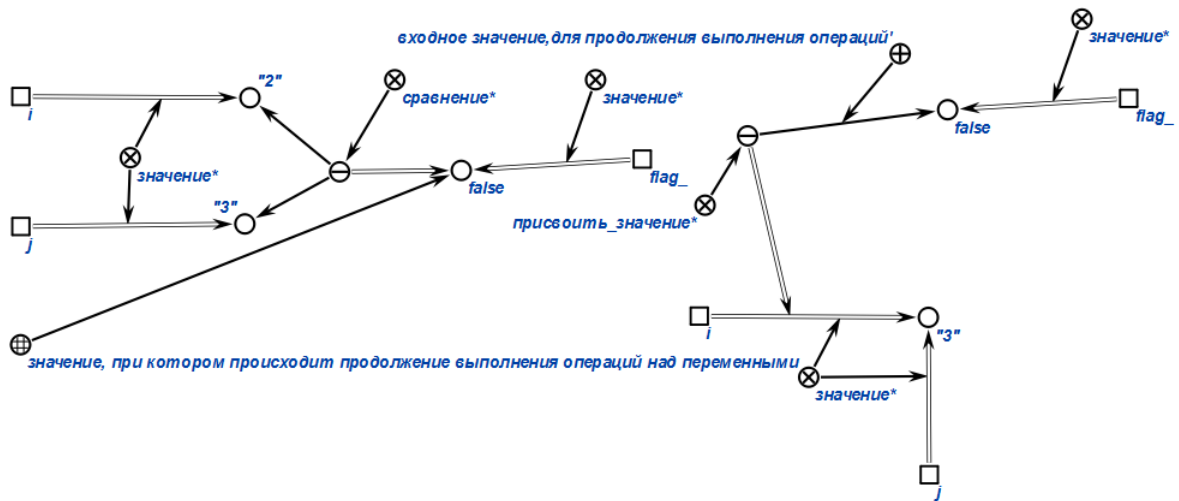 значение*
входное значение,для продолжения выполнения операций'
"2"
сравнение*
значение*
i
false
flag_
значение*
false
flag_
"3"
присвоить_значение*
j
i
"3"
значение, при котором происходит продолжение выполнения операций над переменными
значение*
j